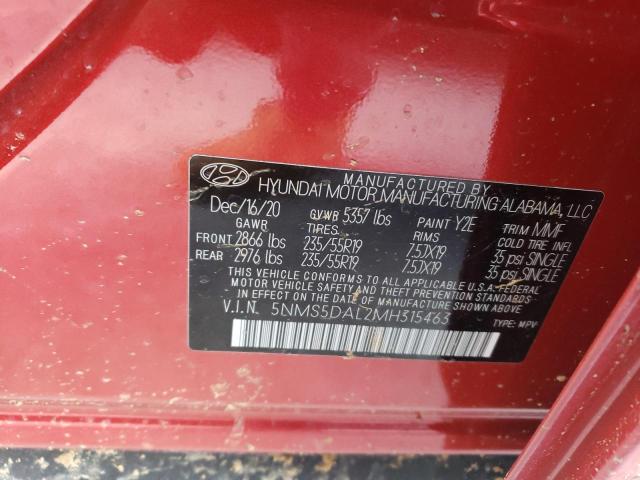 MANUFACTURED BY
HYUNDAI MOTOR MANUFACTURING ALABAMA, LLC
Dec/16/20 GVWR 5357 lbs PAINT Y2E TRIM MMF
GAWR TIRES RIMS COLD TIRE INFL
FRONT 2866 lbs 235/55R19 7.5JX19 35 psi SINGLE
REAR 2976 lbs 235/55R19 7.5JX19 35 psi SINGLE
THIS VEHICLE CONFORMS TO ALL APPLICABLE U.S.A FEDERAL
MOTOR VEHICLE SAFETY AND THEFT PREVENTION STANDARDS
IN EFFECT ON THE DATE OF MANUFACTURE SHOWN ABOVE
V.I.N. 5NMS5DAL2MH315463
TYPE: MPV